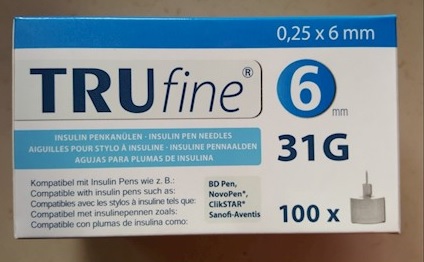 0,25 x 6 mm
TRUfine®
6 mm
INSULIN PENKANÜLEN · INSULIN PEN NEEDLES
AIGUILLES POUR STYLO À INSULINE · INSULINE PENNAALDEN
AGUJAS PARA PLUMAS DE INSULINA
31G
Kompatibel mit Insulin Pens wie z. B.:
Compatible with insulin pens such as:
Compatibles avec les stylos à insuline tels que:
Compatibel met insulinepennen zoals:
Compatible con plumas de insulina como:
BD Pen,
NovoPen®,
ClikSTAR®
Sanofi-Aventis
100 x